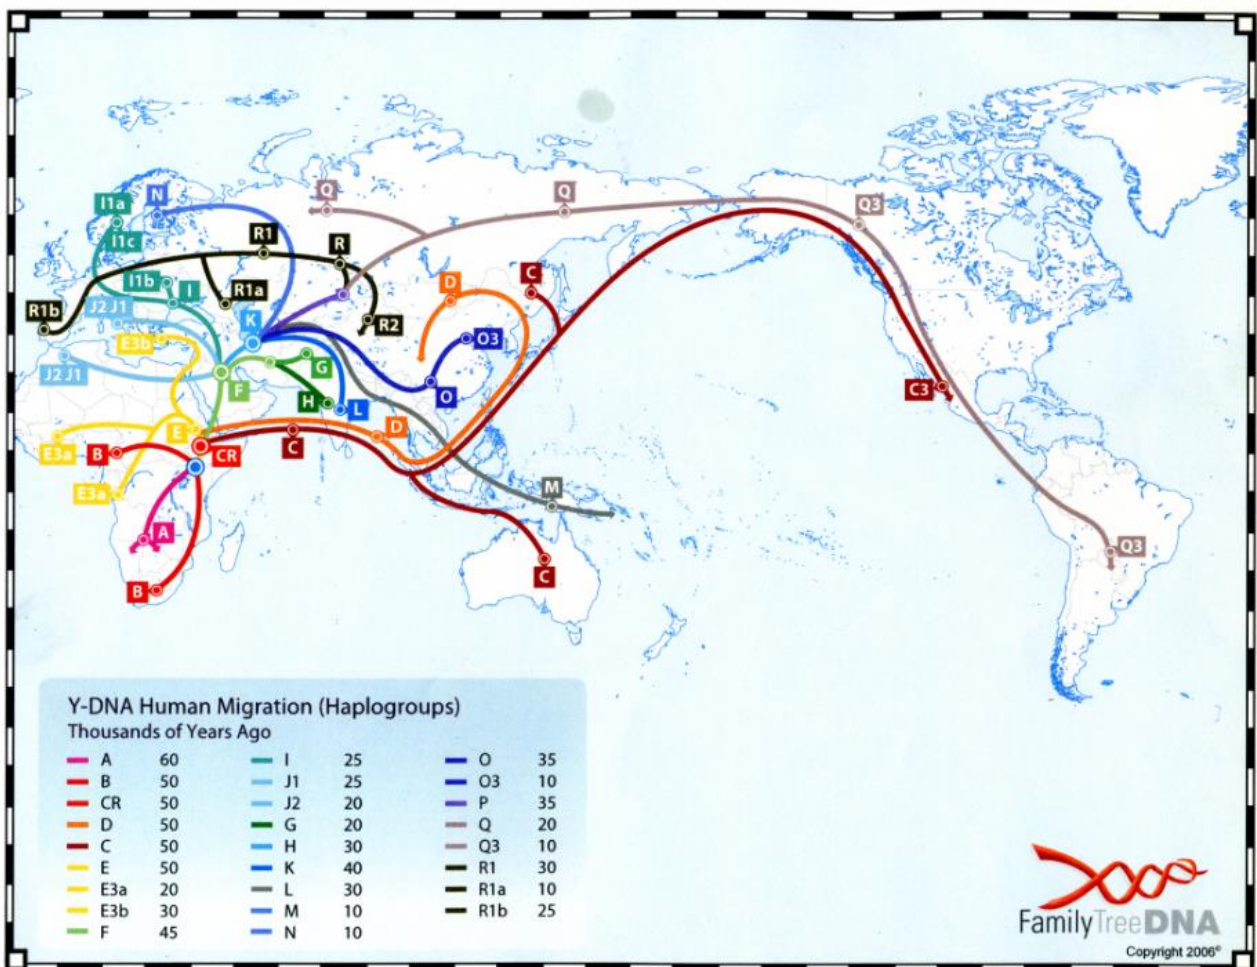 I1a
N
Q
Q
Q3
I1c
R1
R
I1b
I
R1a
D
C
R1b
J2 J1
K
R2
E3b
O3
J2 J1
F
G
H
L
O
C3
E
D
E3a
B
CR
C
E3a
M
A
Q3
B
C
Y-DNA Human Migration (Haplogroups)
Thousands of Years Ago
A 60
B 50
CR 50
D 50
C 50
E 50
E3a 20
E3b 30
F 45
I 25
J1 25
J2 20
G 20
H 30
K 40
L 30
M 10
N 10
O 35
O3 10
P 35
Q 20
Q3 10
R1 30
R1a 10
R1b 25
FamilyTreeDNA
Copyright 2006©